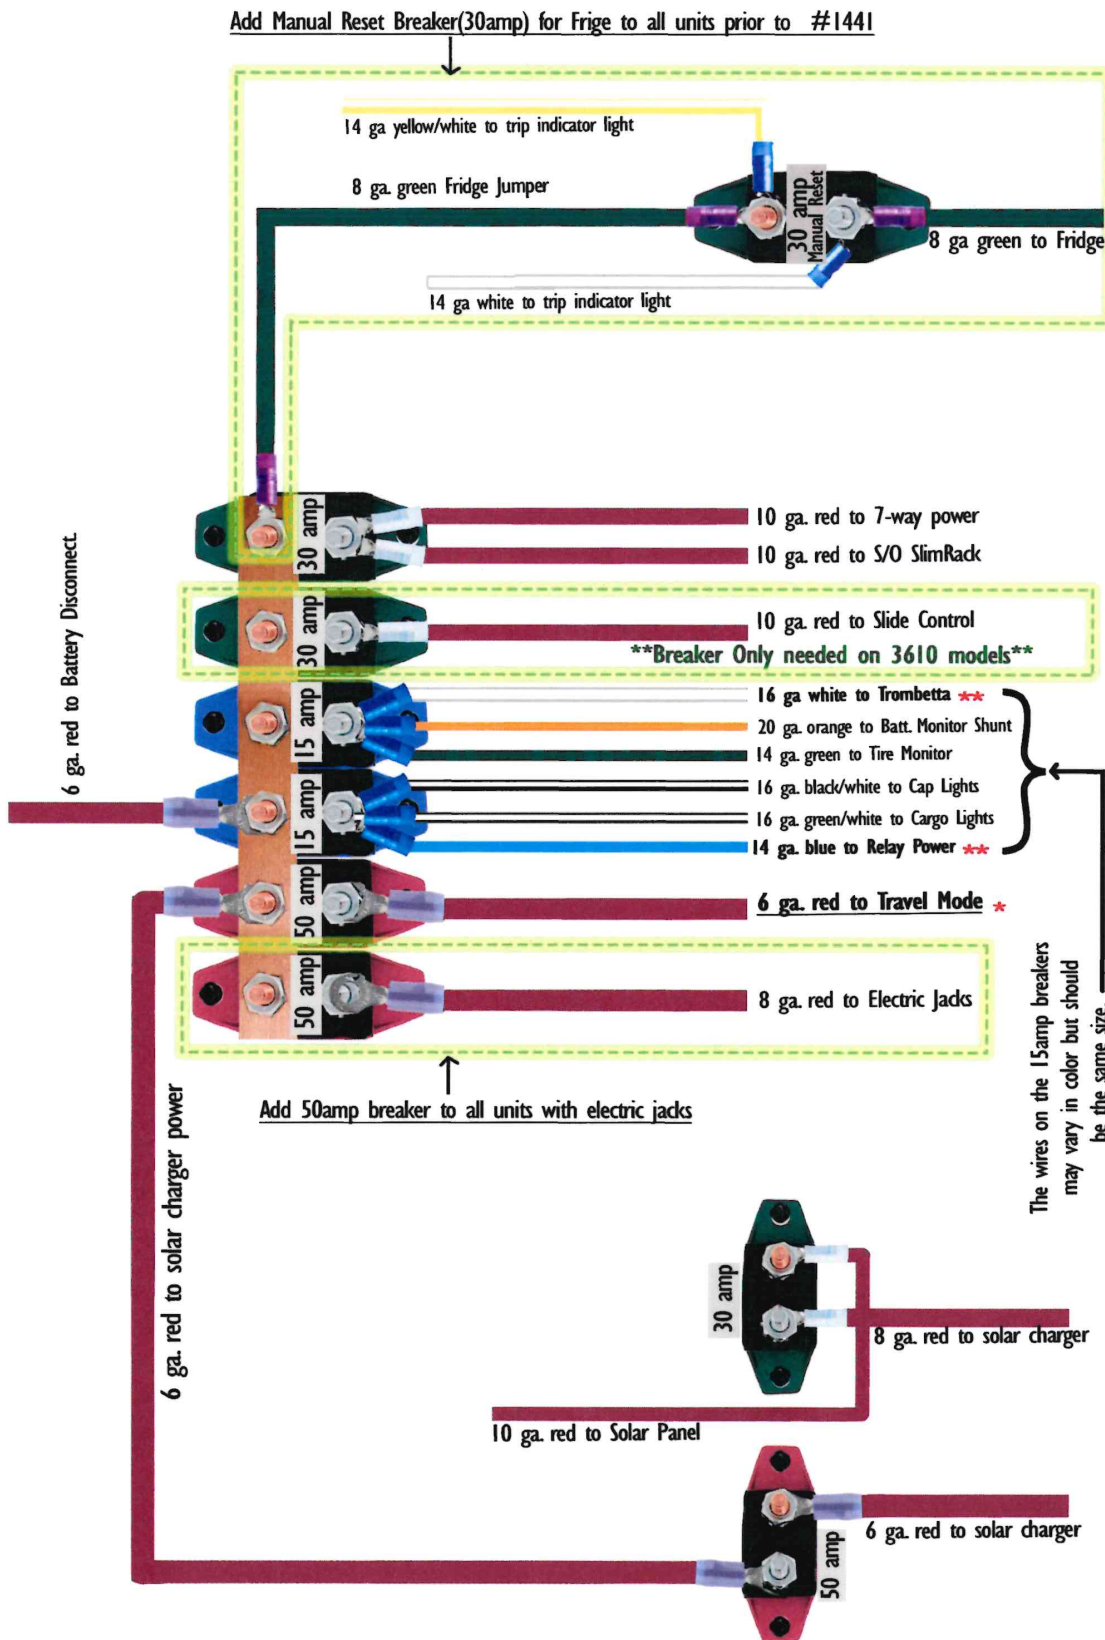 Add Manual Reset Breaker(30amp) for Frige to all units prior to #1441
14 ga yellow/white to trip indicator light
8 ga. green Fridge Jumper
30 amp
Manual Reset
8 ga green to Fridge
14 ga white to trip indicator light
6 ga. red to Battery Disconnect
30 amp
10 ga. red to 7-way power
10 ga. red to S/O SlimRack
30 amp
10 ga. red to Slide Control
**Breaker Only needed on 3610 models**
15 amp
16 ga white to Trombetta **
20 ga. orange to Batt. Monitor Shunt
14 ga. green to Tire Monitor
15 amp
16 ga. black/white to Cap Lights
16 ga. green/white to Cargo Lights
14 ga. blue to Relay Power **
50 amp
6 ga. red to Travel Mode *
50 amp
8 ga. red to Electric Jacks
The wires on the 15amp breakers
may vary in color but should
be the same size
Add 50amp breaker to all units with electric jacks
6 ga. red to solar charger power
30 amp
8 ga. red to solar charger
10 ga. red to Solar Panel
6 ga. red to solar charger
50 amp